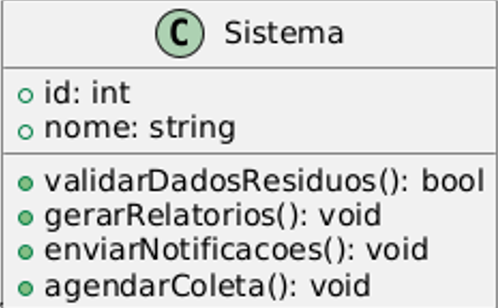 C Sistema
id: int
nome: string
validarDadosResiduos(): bool
gerarRelatorios(): void
enviarNotificacoes(): void
agendarColeta(): void